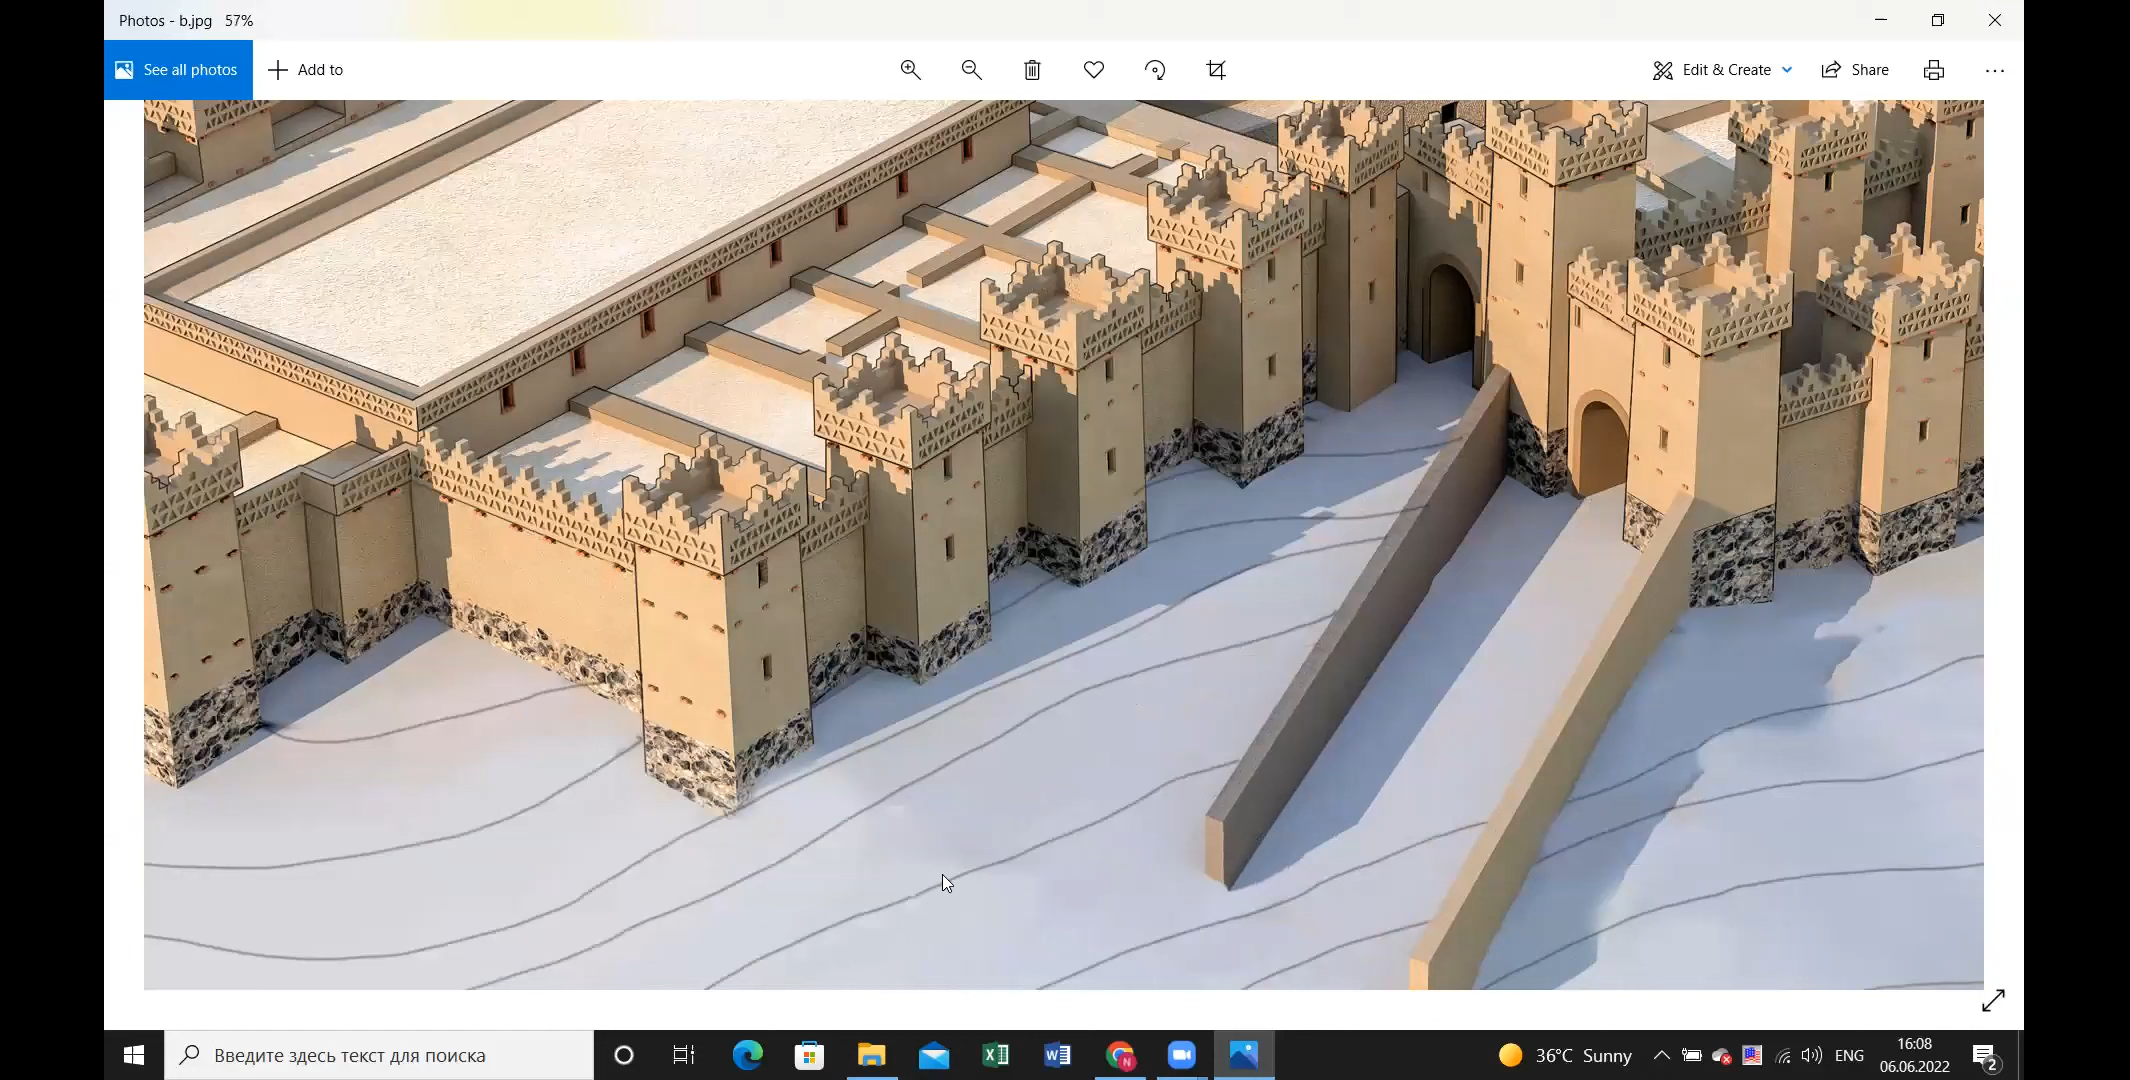 Photos - b.jpg 57%
See all photos
Add to
Edit & Create
Share
Введите здесь текст для поиска
36°C Sunny
ENG
16:08
06.06.2022
2